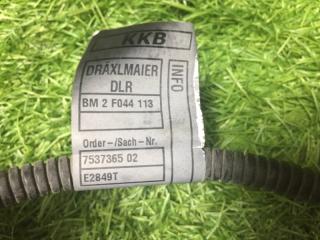 KKB
DRÄXLMAIER
DLR
INFO
BM 2 F044 113
Order-/Sach-Nr.
7537365 02
E2849T